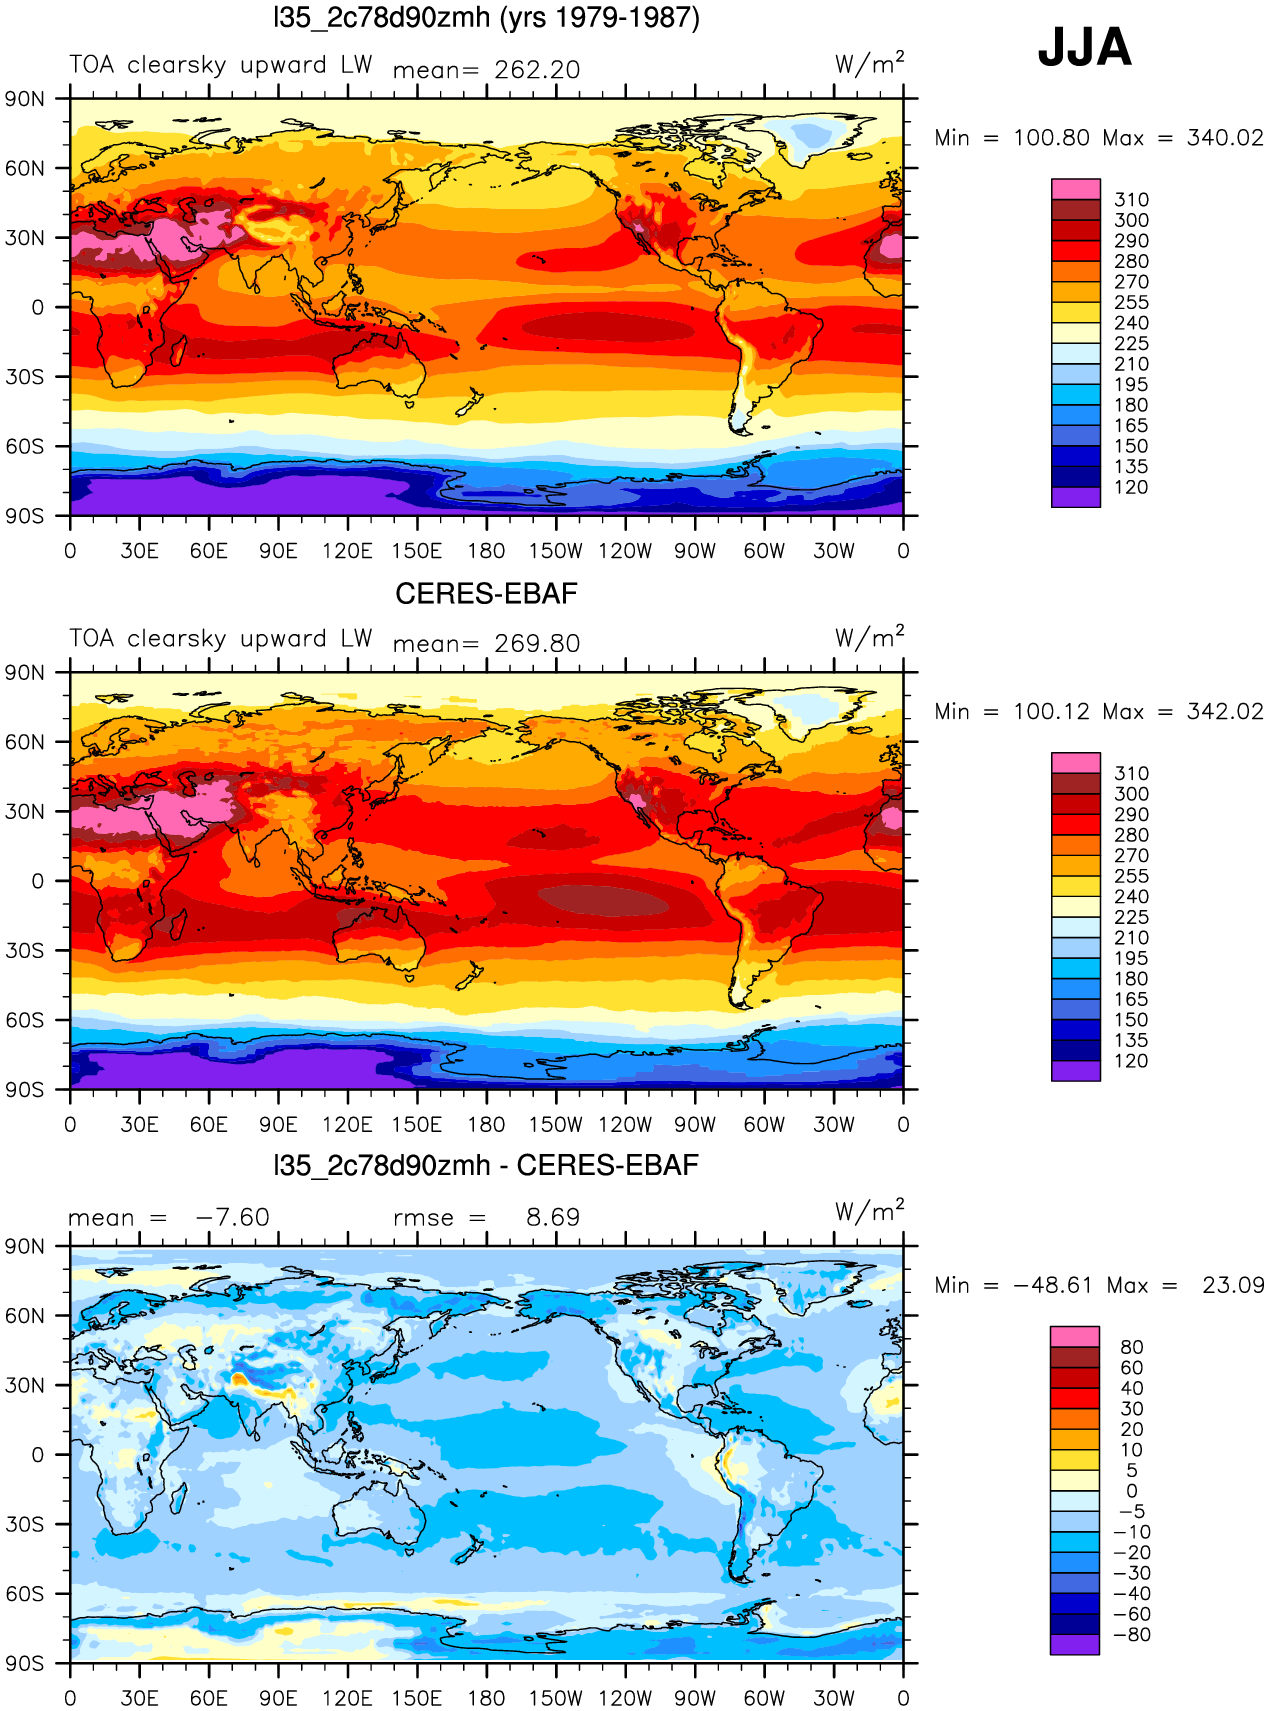 l35_2c78d90zmh (yrs 1979-1987)
JJA
TOA clearsky upward LW mean= 262.20 W/m²
Min = 100.80 Max = 340.02
90N
60N
30N
0
30S
60S
90S
0 30E 60E 90E 120E 150E 180 150W 120W 90W 60W 30W 0
310
300
290
280
270
255
240
225
210
195
180
165
150
135
120
CERES-EBAF
TOA clearsky upward LW mean= 269.80 W/m²
Min = 100.12 Max = 342.02
90N
60N
30N
0
30S
60S
90S
0 30E 60E 90E 120E 150E 180 150W 120W 90W 60W 30W 0
310
300
290
280
270
255
240
225
210
195
180
165
150
135
120
l35_2c78d90zmh - CERES-EBAF
mean = −7.60 rmse = 8.69 W/m²
Min = −48.61 Max = 23.09
90N
60N
30N
0
30S
60S
90S
0 30E 60E 90E 120E 150E 180 150W 120W 90W 60W 30W 0
80
60
40
30
20
10
5
0
−5
−10
−20
−30
−40
−60
−80